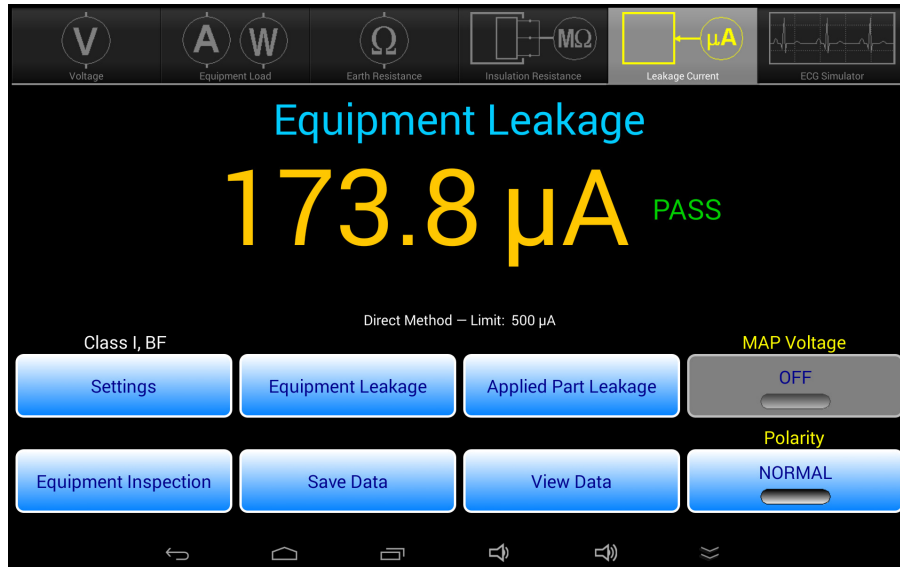 V
A
W
Ω
MΩ
µA
Voltage
Equipment Load
Earth Resistance
Insulation Resistance
Leakage Current
ECG Simulator
Equipment Leakage
173.8 µA
PASS
Direct Method – Limit: 500 µA
Class I, BF
MAP Voltage
Settings
Equipment Leakage
Applied Part Leakage
OFF
Polarity
Equipment Inspection
Save Data
View Data
NORMAL